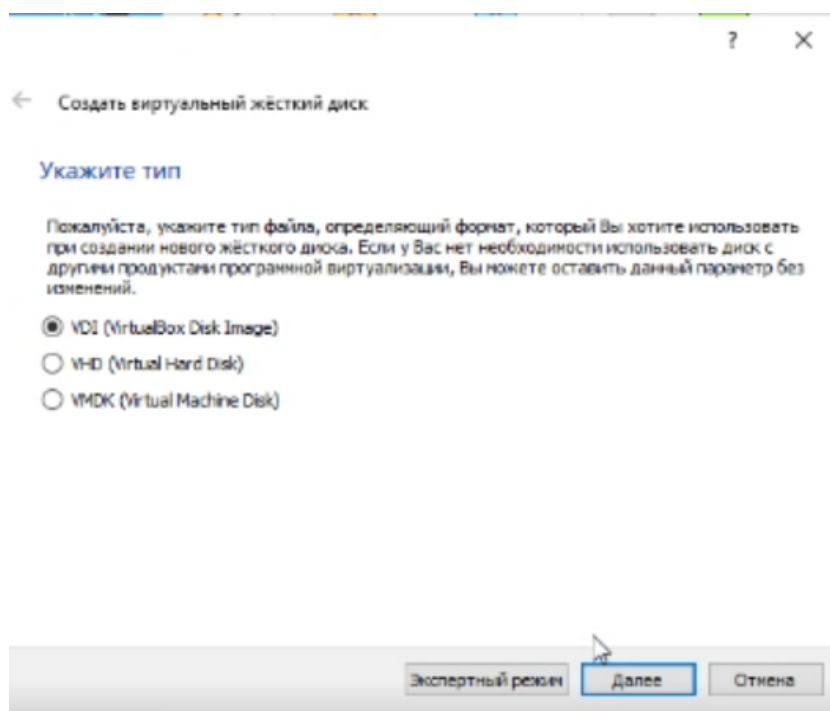 ?
Создать виртуальный жёсткий диск
Укажите тип
Пожалуйста, укажите тип файла, определяющий формат, который Вы хотите использовать
при создании нового жёсткого диска. Если у Вас нет необходимости использовать диск с
другими продуктами программной виртуализации, Вы можете оставить данный параметр без
изменений.
VDI (VirtualBox Disk Image)
VHD (Virtual Hard Disk)
VMDK (Virtual Machine Disk)
Экспертный режим Далее Отмена